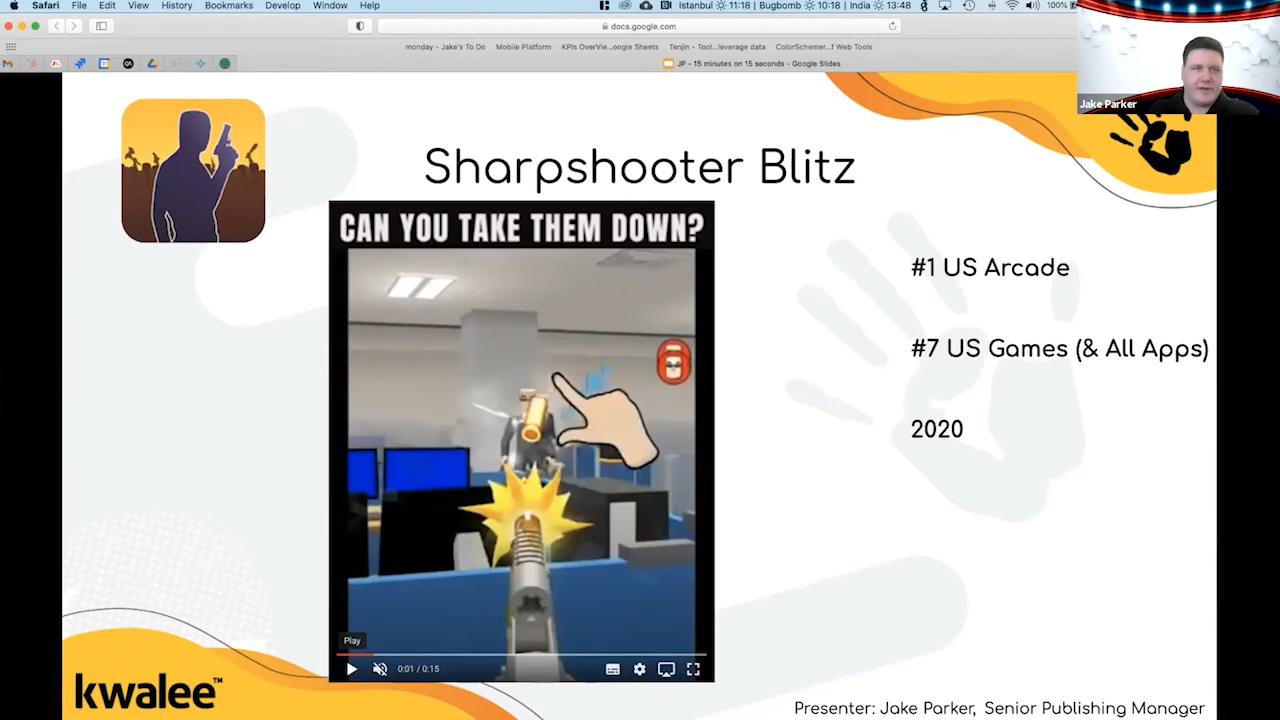 Safari File Edit View History Bookmarks Develop Window Help
Istanbul 11:18 | Bugbomb 10:18 | India 13:48
100%
docs.google.com
monday - Jake's To Do Mobile Platform KPIs OverVie...oogle Sheets Tenjin - Tool...leverage data ColorSchemer...f Web Tools
JP - 15 minutes on 15 seconds - Google Slides
Jake Parker
Sharpshooter Blitz
CAN YOU TAKE THEM DOWN?
#1 US Arcade
#7 US Games (& All Apps)
2020
Play
0:01 / 0:15
kwalee™
Presenter: Jake Parker, Senior Publishing Manager